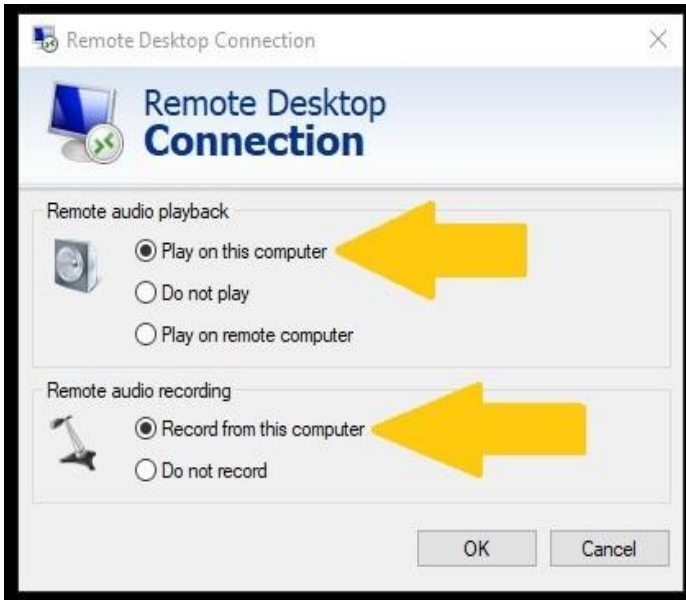 Remote Desktop Connection
Remote Desktop
Connection
Remote audio playback
Play on this computer
Do not play
Play on remote computer
Remote audio recording
Record from this computer
Do not record
OK Cancel